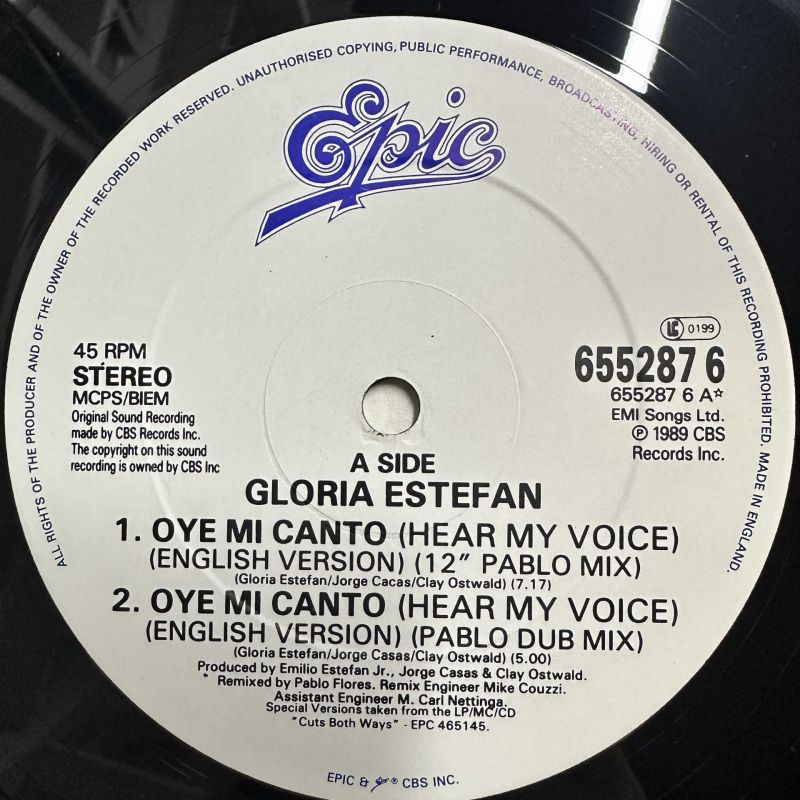 ALL RIGHTS OF THE PRODUCER AND OF THE OWNER OF THE RECORDED WORK RESERVED. UNAUTHORISED COPYING, PUBLIC PERFORMANCE, BROADCASTING, HIRING OR RENTAL OF THIS RECORDING PROHIBITED. MADE IN ENGLAND.
Epic
45 RPM
STEREO
MCPS/BIEM
Original Sound Recording
made by CBS Records Inc.
The copyright on this sound
recording is owned by CBS Inc
LC 0199
655287 6
655287 6 A☆
EMI Songs Ltd.
℗ 1989 CBS
Records Inc.
A SIDE
GLORIA ESTEFAN
1. OYE MI CANTO (HEAR MY VOICE)
(ENGLISH VERSION) (12" PABLO MIX)
(Gloria Estefan/Jorge Cacas/Clay Ostwald) (7.17)
2. OYE MI CANTO (HEAR MY VOICE)
(ENGLISH VERSION) (PABLO DUB MIX)
(Gloria Estefan/Jorge Casas/Clay Ostwald) (5.00)
Produced by Emilio Estefan Jr., Jorge Casas & Clay Ostwald.
Remixed by Pablo Flores. Remix Engineer Mike Couzzi.
Assistant Engineer M. Carl Nettinga.
Special Versions taken from the LP/MC/CD
"Cuts Both Ways" - EPC 465145.
EPIC & Epic ® CBS INC.